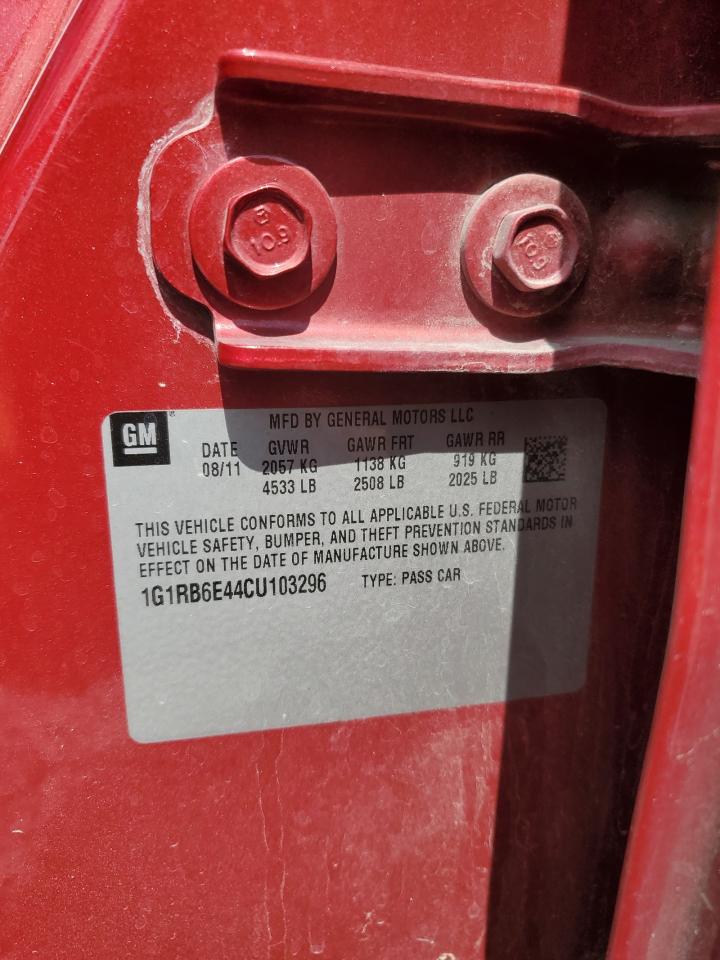 10.9
10.9
GM ®
MFD BY GENERAL MOTORS LLC
DATE GVWR GAWR FRT GAWR RR
08/11 2057 KG 1138 KG 919 KG
4533 LB 2508 LB 2025 LB
THIS VEHICLE CONFORMS TO ALL APPLICABLE U.S. FEDERAL MOTOR
VEHICLE SAFETY, BUMPER, AND THEFT PREVENTION STANDARDS IN
EFFECT ON THE DATE OF MANUFACTURE SHOWN ABOVE.
1G1RB6E44CU103296 TYPE: PASS CAR